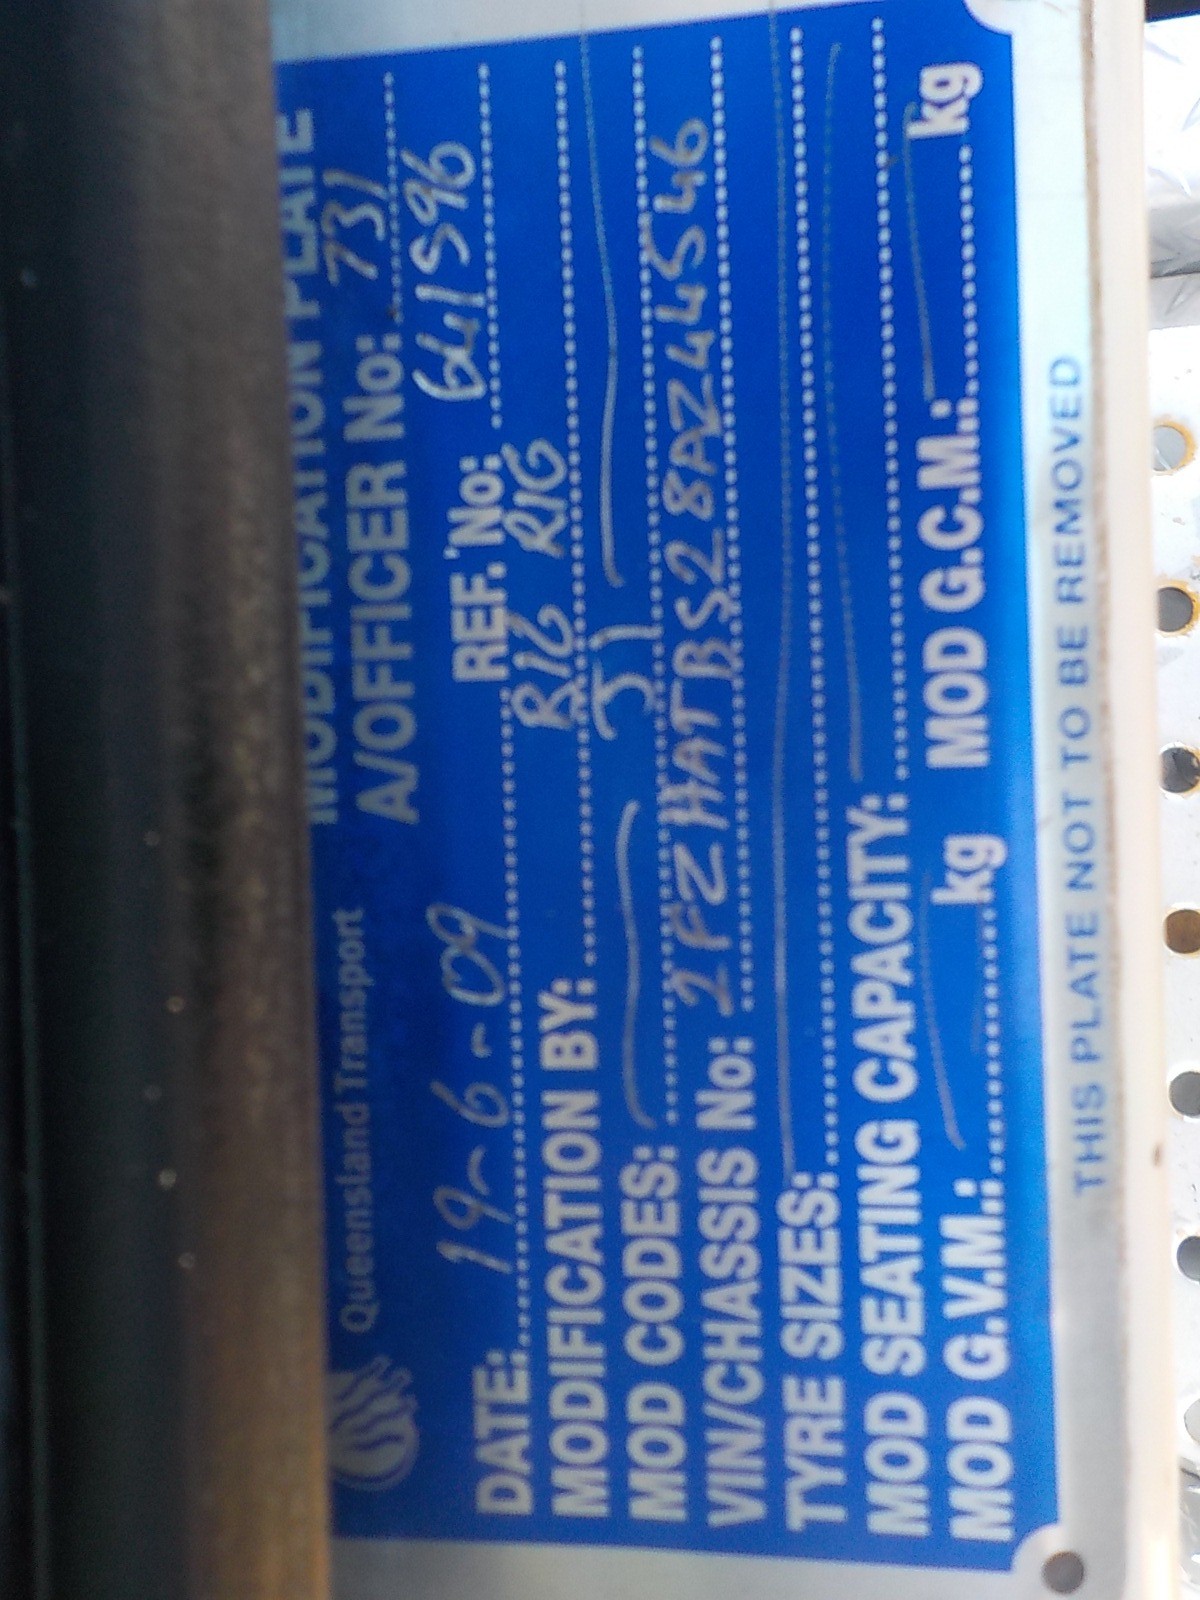 Queensland Transport MODIFICATION PLATE
A/OFFICER No: 731
DATE: 19-6-09 REF. No: 641596
MODIFICATION BY: RIG RIG
MOD CODES: J1
VIN/CHASSIS No: 2FZHATBS28AZ44546
TYRE SIZES:
MOD SEATING CAPACITY:
MOD G.V.M.: kg MOD G.C.M.: kg
THIS PLATE NOT TO BE REMOVED